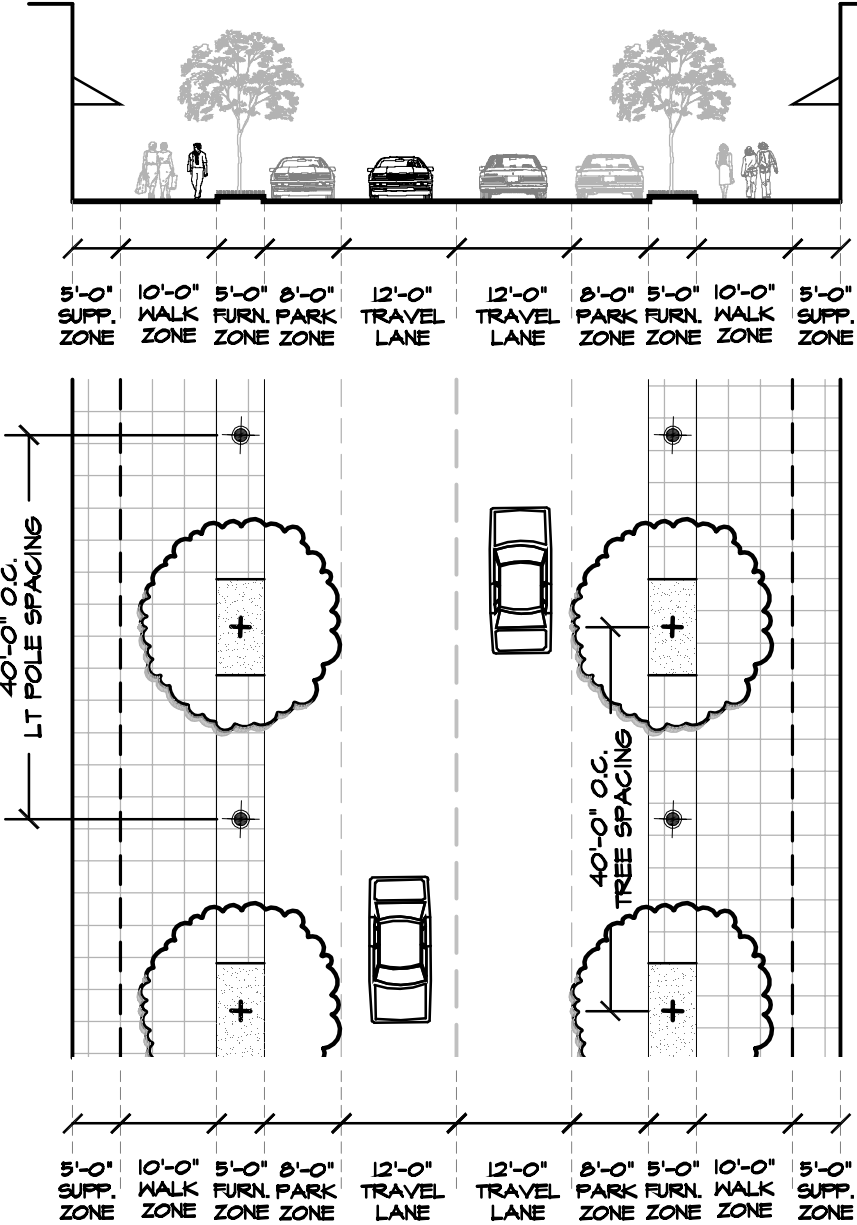 5'-0" 10'-0" 5'-0" 8'-0" 12'-0" 12'-0" 8'-0" 5'-0" 10'-0" 5'-0"
SUPP. WALK FURN. PARK TRAVEL TRAVEL PARK FURN. WALK SUPP.
ZONE ZONE ZONE ZONE LANE LANE ZONE ZONE ZONE ZONE
40'-0" O.C.
LT POLE SPACING
40'-0" O.C.
TREE SPACING
5'-0" 10'-0" 5'-0" 8'-0" 12'-0" 12'-0" 8'-0" 5'-0" 10'-0" 5'-0"
SUPP. WALK FURN. PARK TRAVEL TRAVEL PARK FURN. WALK SUPP.
ZONE ZONE ZONE ZONE LANE LANE ZONE ZONE ZONE ZONE